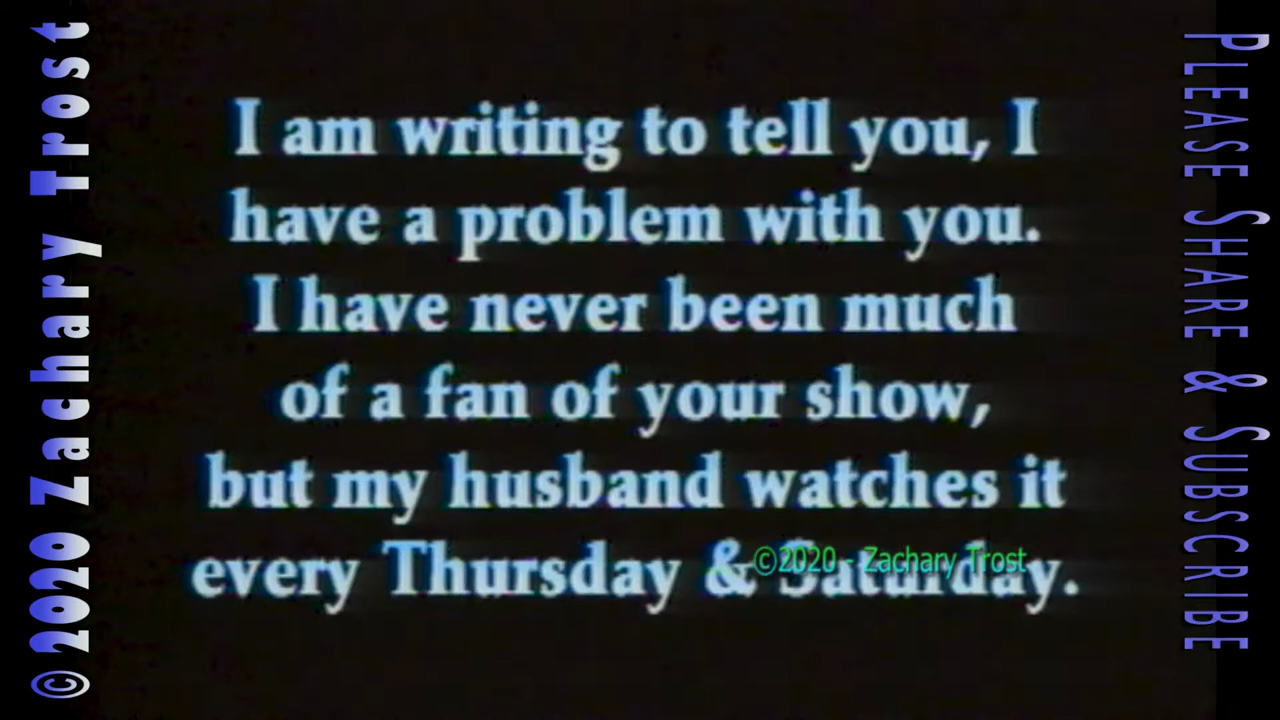 I am writing to tell you, I
have a problem with you.
I have never been much
of a fan of your show,
but my husband watches it
every Thursday & Saturday.
©2020 - Zachary Trost
© 2020 Zachary Trost
PLEASE SHARE & SUBSCRIBE